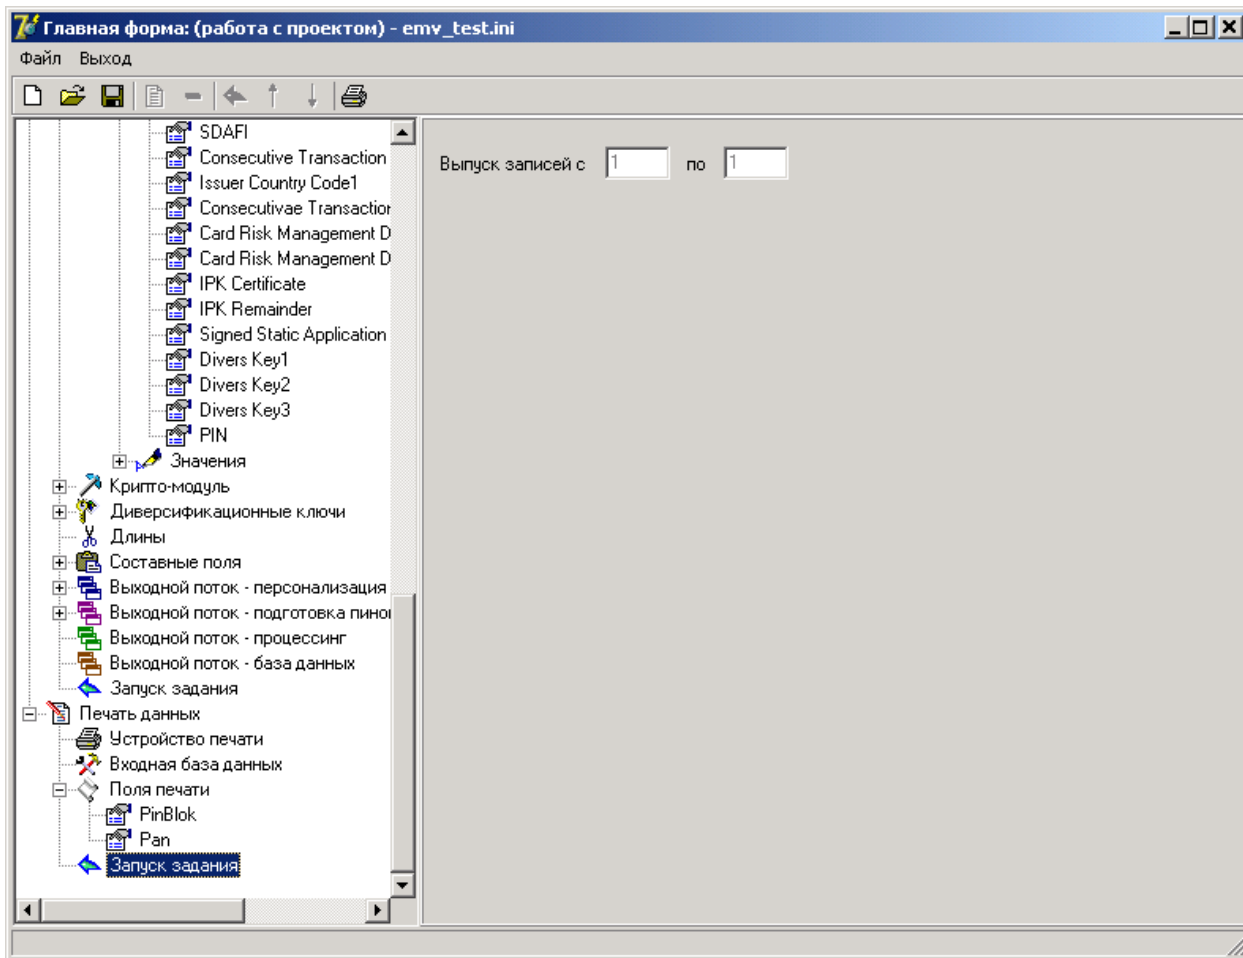 Главная форма: (работа с проектом) - emv_test.ini
Файл Выход
SDAFI
Consecutive Transaction
Issuer Country Code1
Consecutivae Transaction
Card Risk Management D
Card Risk Management D
IPK Certificate
IPK Remainder
Signed Static Application
Divers Key1
Divers Key2
Divers Key3
PIN
Значения
Крипто-модуль
Диверсификационные ключи
Длины
Составные поля
Выходной поток - персонализация
Выходной поток - подготовка пинов
Выходной поток - процессинг
Выходной поток - база данных
Запуск задания
Печать данных
Устройство печати
Входная база данных
Поля печати
PinBlok
Pan
Запуск задания
Выпуск записей с 1 по 1